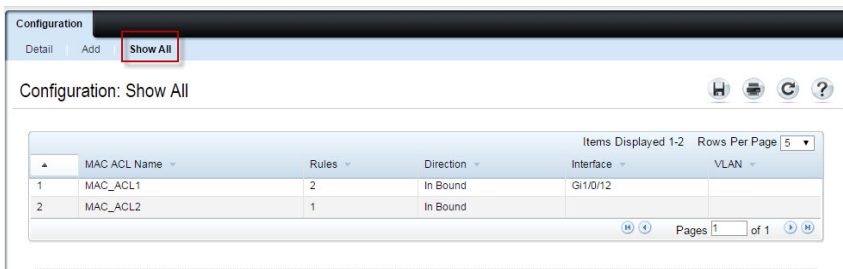 Configuration
Detail Add Show All
Configuration: Show All
Items Displayed 1-2 Rows Per Page 5
MAC ACL Name Rules Direction Interface VLAN
1 MAC_ACL1 2 In Bound Gi1/0/12
2 MAC_ACL2 1 In Bound
Pages 1 of 1